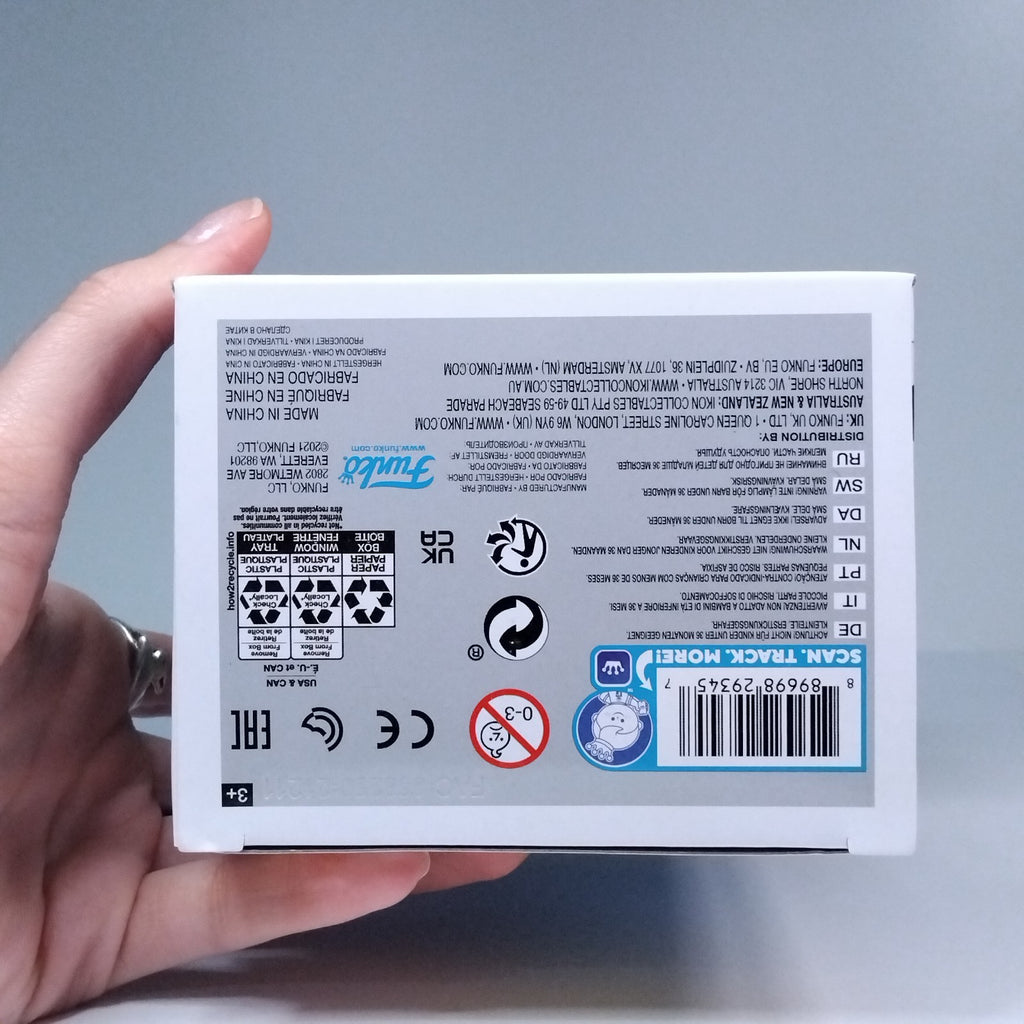 3+
8 89698 29345 7
SCAN. TRACK. MORE!
0-3
CE
EAC
USA & CAN
É.-U. et CAN
Remove From Box
Retirez de la boîte
Remove From Box
Retirez de la boîte
Check Locally*
Check Locally*
PAPER
PLASTIC
PLASTIC
PAPIER
PLASTIQUE
PLASTIQUE
BOX
WINDOW
TRAY
BOÎTE
FENÊTRE
PLATEAU
how2recycle.info
*Not recycled in all communities.
Vérifiez localement. Pourrait ne pas
être recyclable dans votre région.
®
UK
CA
DE
ACHTUNG! NICHT FÜR KINDER UNTER 36 MONATEN GEEIGNET.
KLEINTEILE. ERSTICKUNGSGEFAHR.
IT
AVVERTENZA! NON ADATTO A BAMBINI DI ETÀ INFERIORE A 36 MESI.
PICCOLE PARTI. RISCHIO DI SOFFOCAMENTO.
PT
ATENÇÃO! CONTRA-INDICADO PARA CRIANÇAS COM MENOS DE 36 MESES.
PEQUENAS PARTES. RISCO DE ASFIXIA.
NL
WAARSCHUWING! NIET GESCHIKT VOOR KINDEREN JONGER DAN 36 MAANDEN.
KLEINE ONDERDELEN. VERSTIKKINGSGEVAAR.
DA
ADVARSEL! IKKE EGNET TIL BØRN UNDER 36 MÅNEDER.
SMÅ DELE. KVÆLNINGSFARE.
SW
VARNING! INTE LÄMPLIG FÖR BARN UNDER 36 MÅNADER.
SMÅ DELAR. KVÄVNINGSRISK.
RU
ВНИМАНИЕ! НЕ ПРИГОДНО ДЛЯ ДЕТЕЙ МЛАДШЕ 36 МЕСЯЦЕВ.
МЕЛКИЕ ЧАСТИ. ОПАСНОСТЬ УДУШЬЯ.
MANUFACTURED BY • FABRIQUÉ PAR:
FABRICADO POR • HERGESTELLT DURCH:
FABBRICATO DA • FABRICADO POR:
VERVAARDIGD DOOR • FREMSTILLET AF
TILLVERKAD AV • ПРОИЗВОДИТЕЛЬ
Funko
www.funko.com
FUNKO, LLC
2802 WETMORE AVE
EVERETT, WA 98201
©2021 FUNKO,LLC
DISTRIBUTION BY:
UK: FUNKO UK, LTD • 1 QUEEN CAROLINE STREET, LONDON, W6 9YN (UK) • WWW.FUNKO.COM
AUSTRALIA & NEW ZEALAND: IKON COLLECTABLES PTY LTD 49-59 SEABEACH PARADE
NORTH SHORE, VIC 3214 AUSTRALIA • WWW.IKONCOLLECTABLES.COM.AU
EUROPE: FUNKO EU, BV • ZUIDPLEIN 36, 1077 XV, AMSTERDAM (NL) • WWW.FUNKO.COM
MADE IN CHINA
FABRIQUÉ EN CHINE
FABRICADO EN CHINA
HERGESTELLT IN CHINA • FABBRICATO IN CHINA
FABRICADO NA CHINA • VERVAARDIGD IN CHINA
PRODUCERET I KINA • TILLVERKAD I KINA
СДЕЛАНО В КИТАЕ